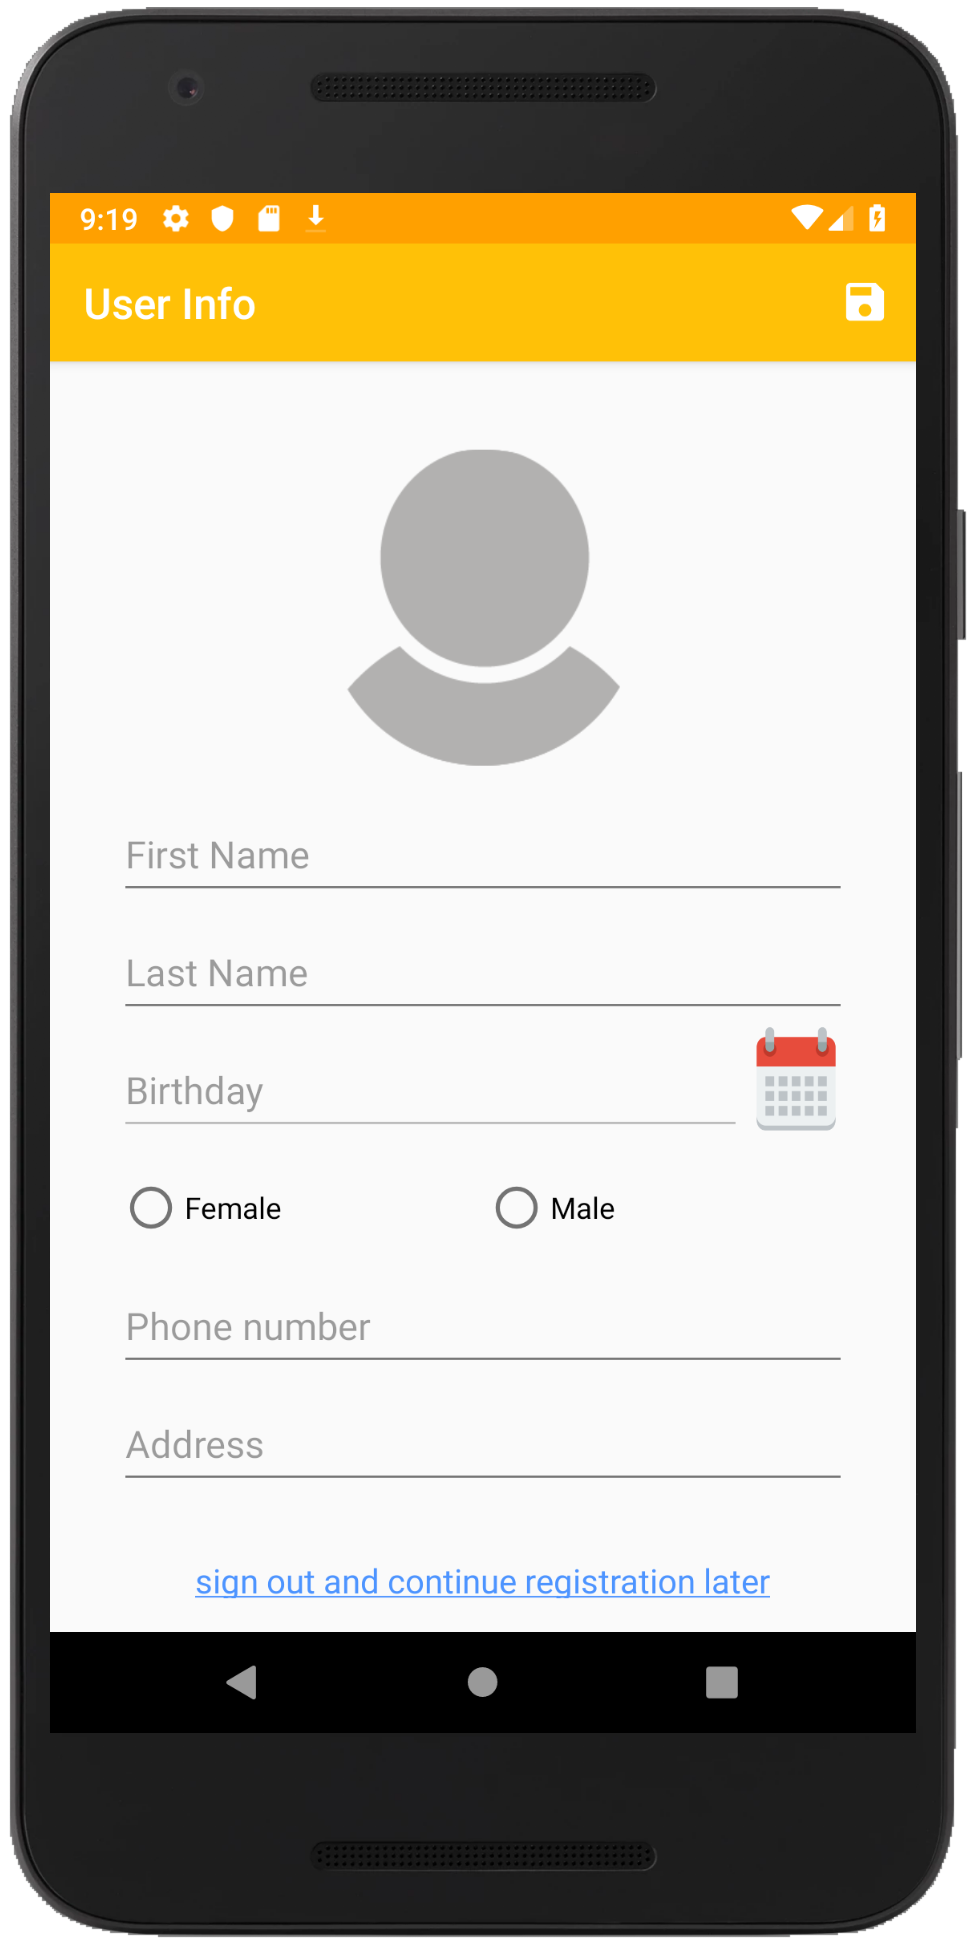 9:19
User Info
First Name
Last Name
Birthday
Female Male
Phone number
Address
sign out and continue registration later